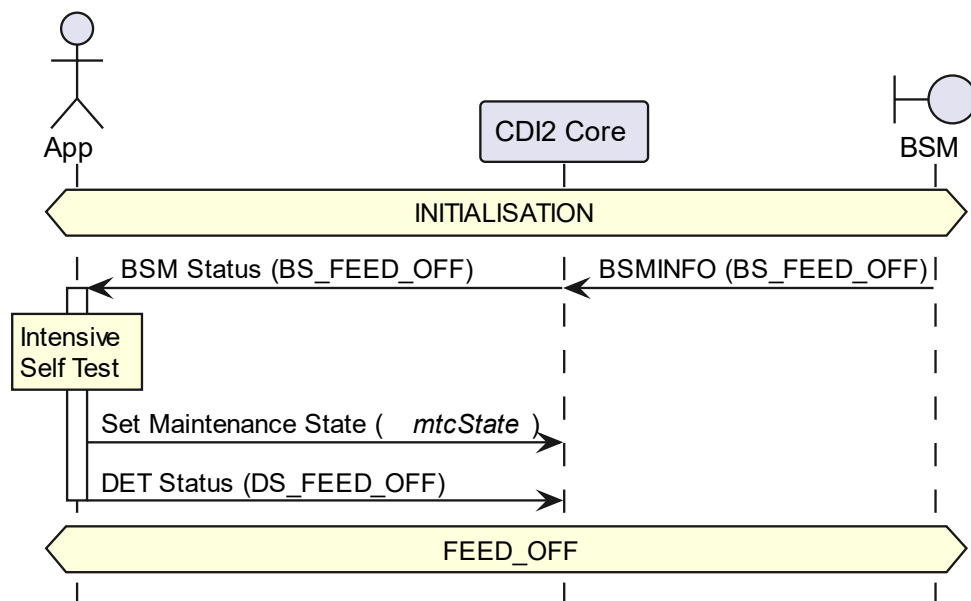 App
CDI2 Core
BSM
INITIALISATION
BSM Status (BS_FEED_OFF)
BSMINFO (BS_FEED_OFF)
Intensive
Self Test
Set Maintenance State ( mtcState )
DET Status (DS_FEED_OFF)
FEED_OFF